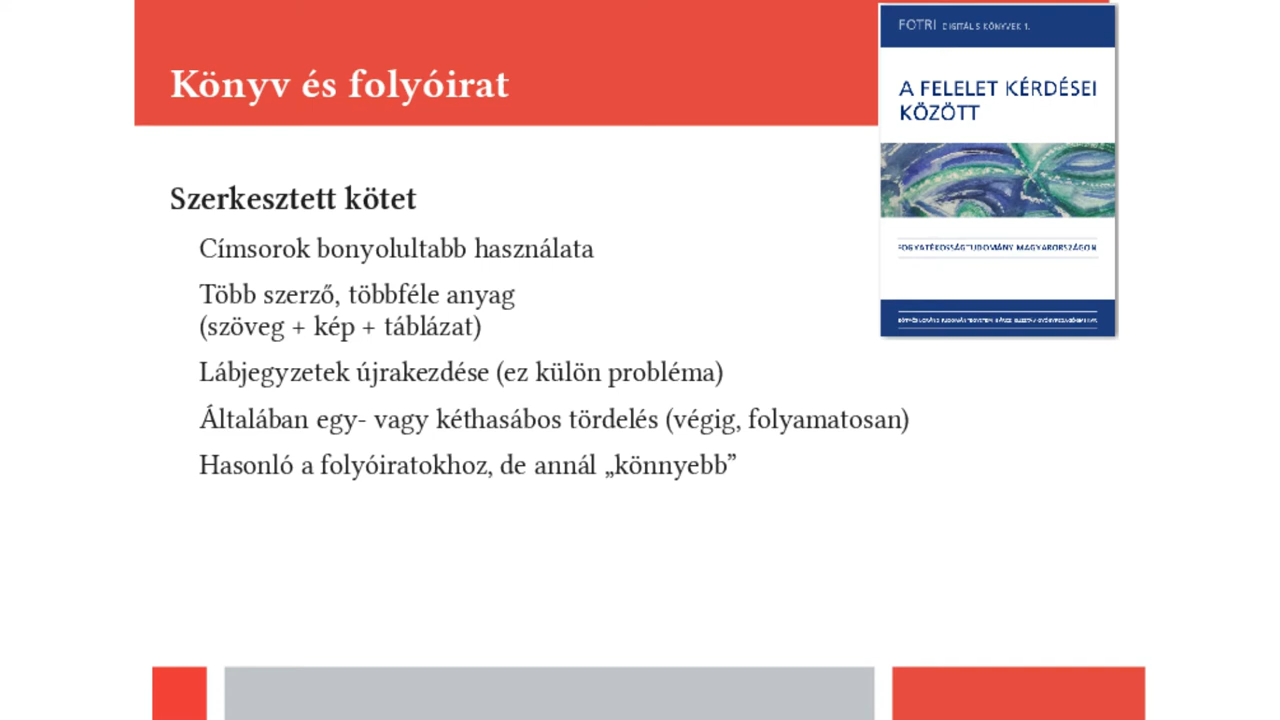 Könyv és folyóirat
FOTRI DIGITÁLIS KÖNYVEK 1.
A FELELET KÉRDÉSEI
KÖZÖTT
FOGYATÉKOSSÁGTUDOMÁNY MAGYARORSZÁGON
Szerkesztett kötet
Címsorok bonyolultabb használata
Több szerző, többféle anyag
(szöveg + kép + táblázat)
Lábjegyzetek újrakezdése (ez külön probléma)
Általában egy- vagy kéthasábos tördelés (végig, folyamatosan)
Hasonló a folyóiratokhoz, de annál „könnyebb”